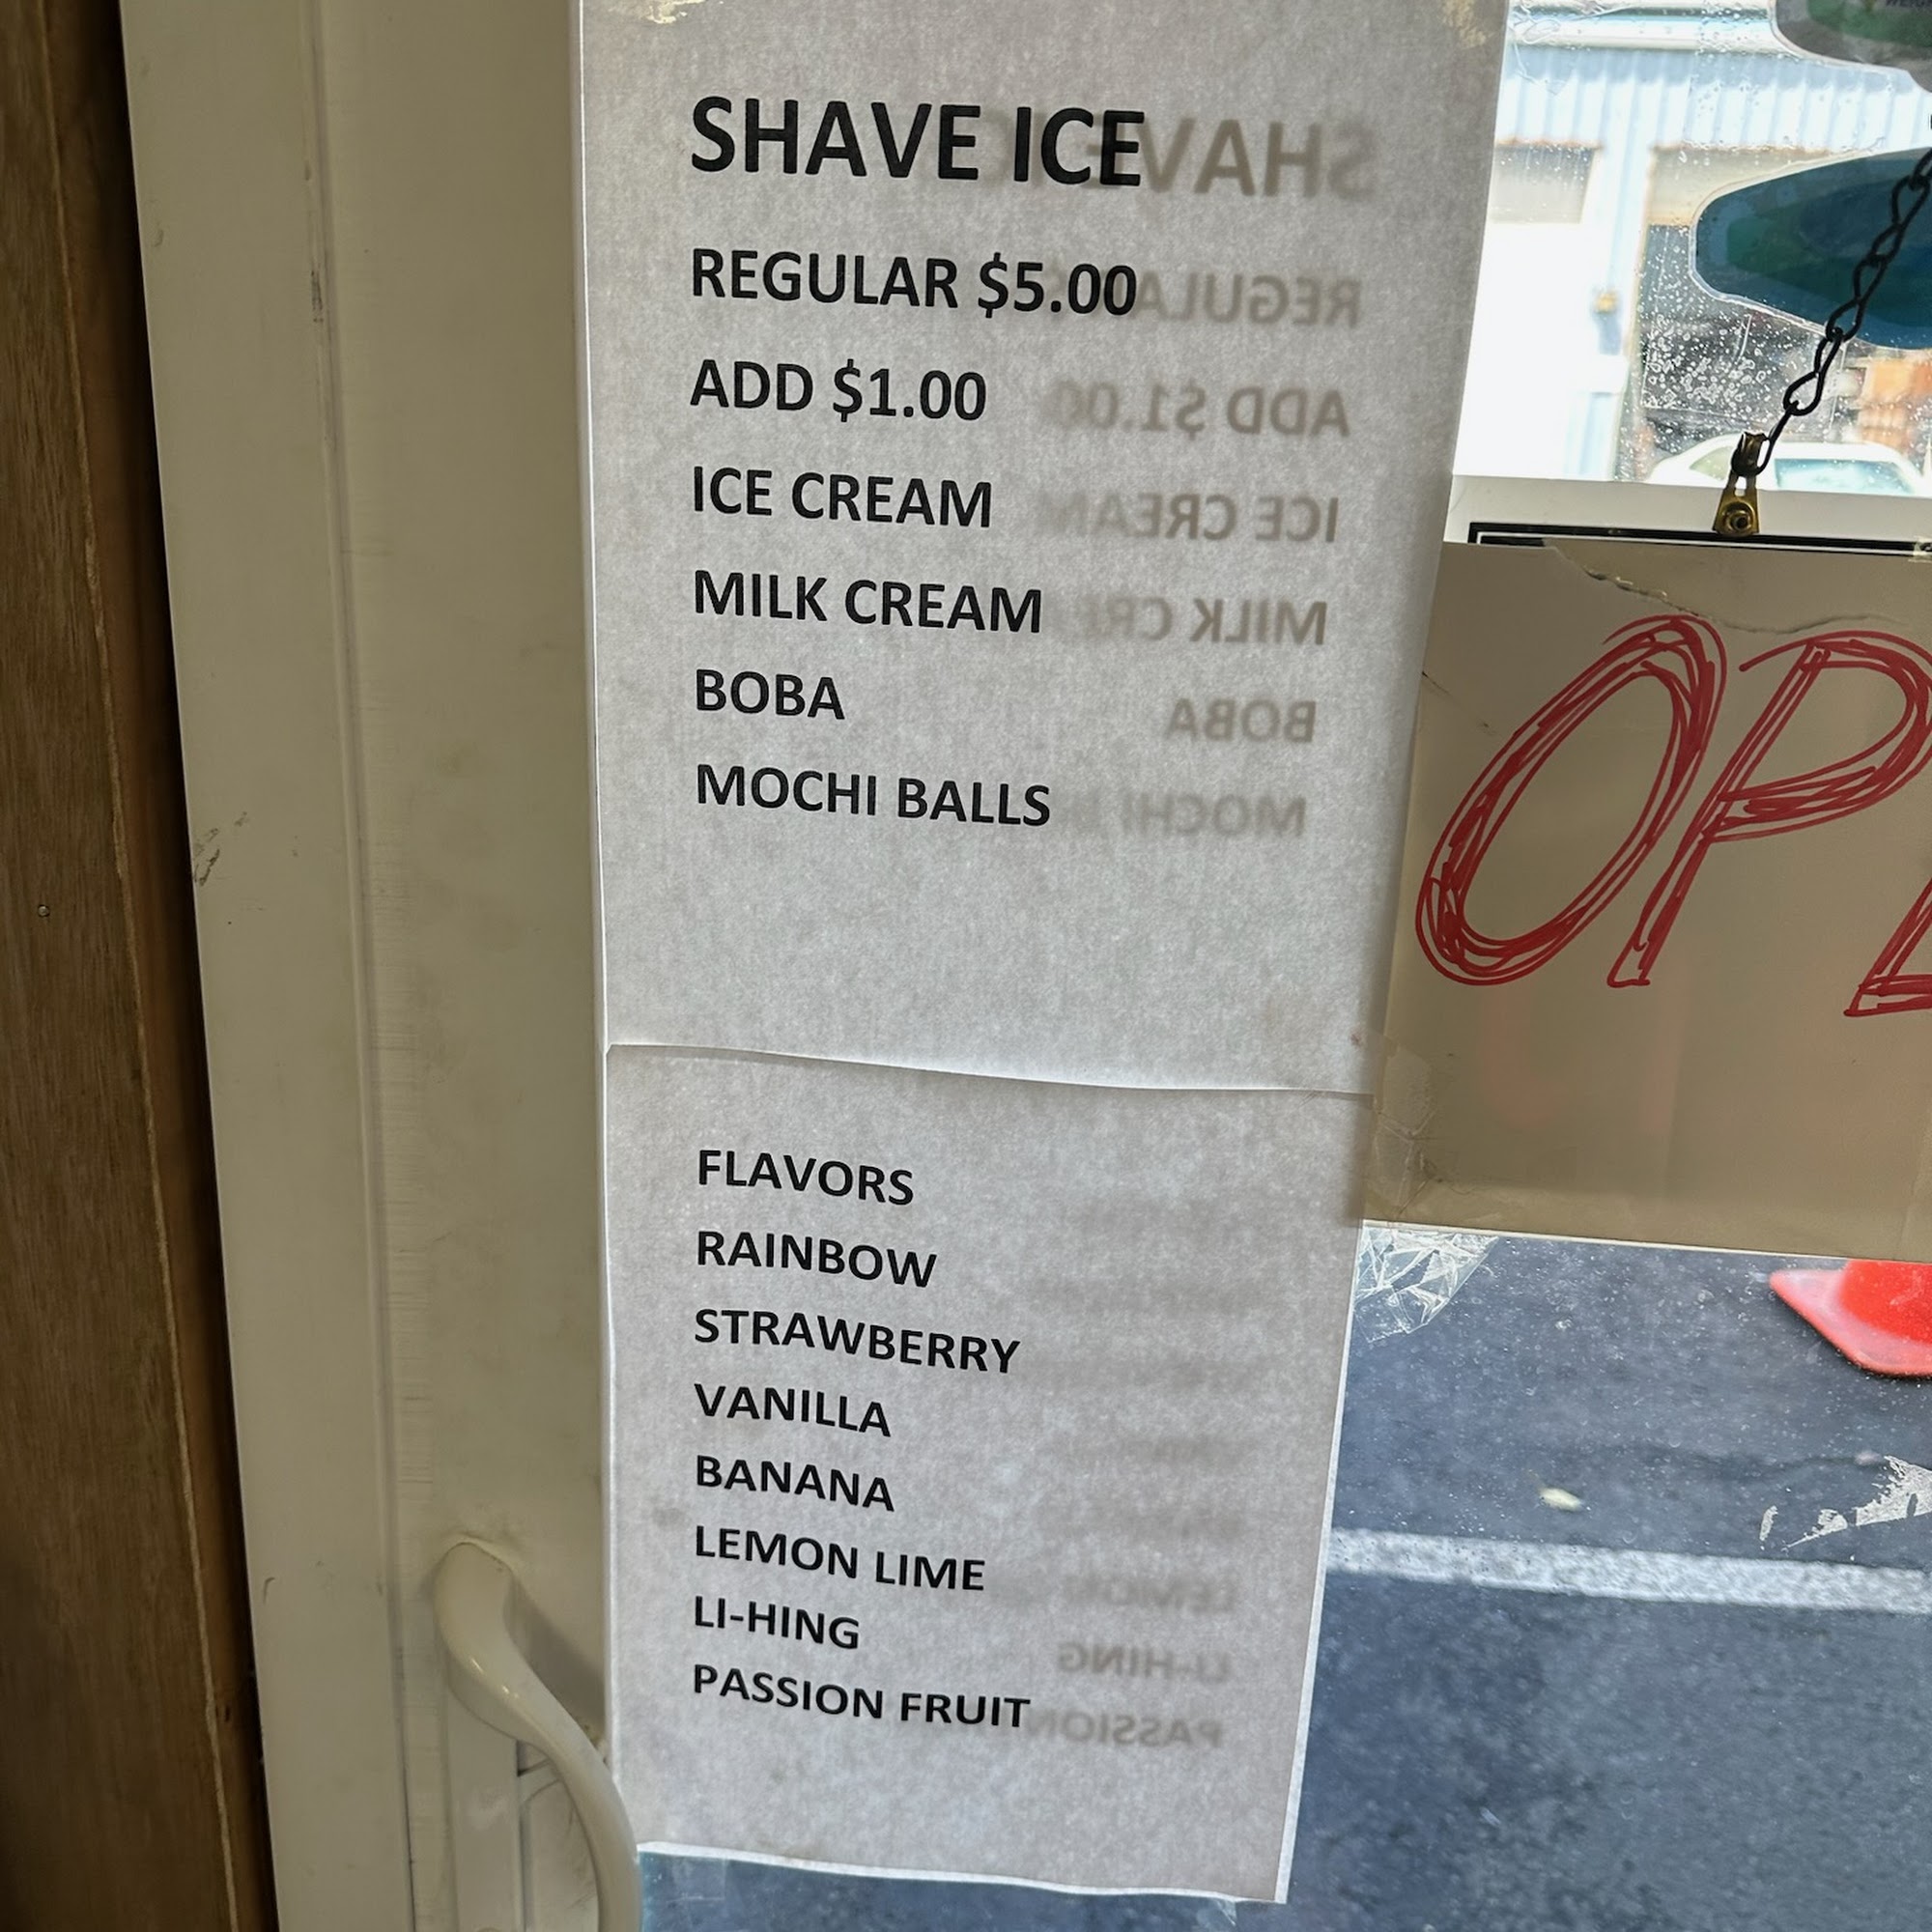 SHAVE ICE
REGULAR $5.00
ADD $1.00
ICE CREAM
MILK CREAM
BOBA
MOCHI BALLS
FLAVORS
RAINBOW
STRAWBERRY
VANILLA
BANANA
LEMON LIME
LI-HING
PASSION FRUIT
OP